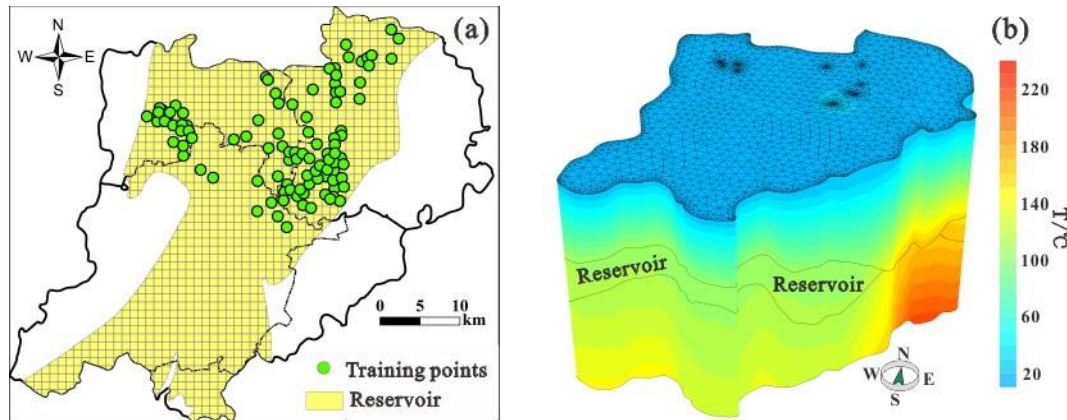 (a)
N
W E
S
0 5 10
km
Training points
Reservoir
(b)
220
180
140
100
60
20
T/℃
Reservoir
Reservoir
N
W E
S